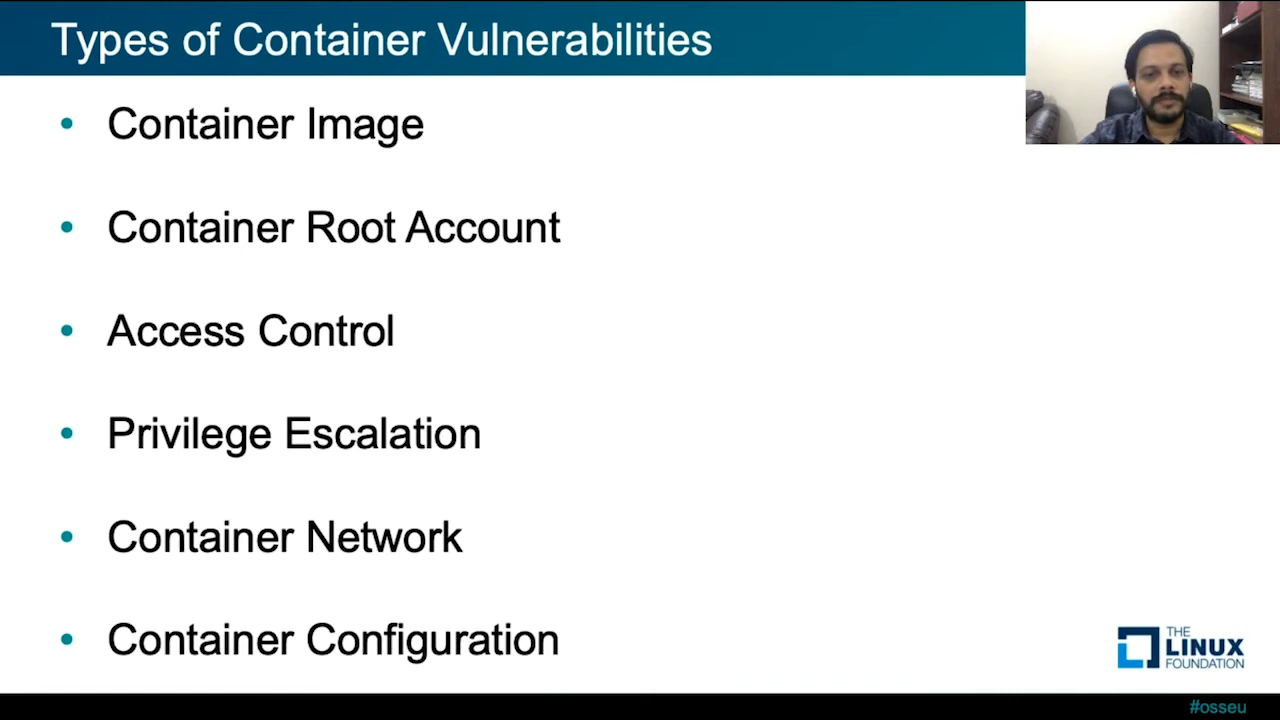 Types of Container Vulnerabilities
• Container Image
• Container Root Account
• Access Control
• Privilege Escalation
• Container Network
• Container Configuration
THE
LINUX
FOUNDATION
#osseu